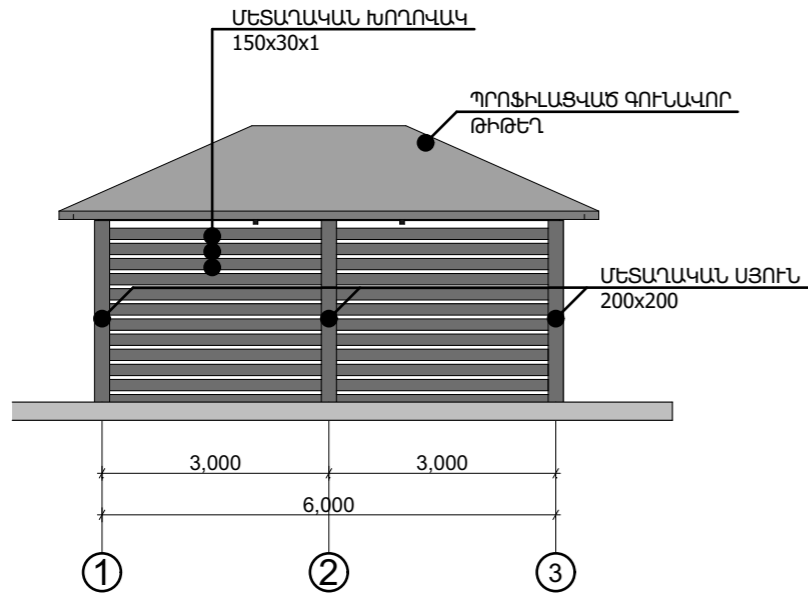 ՄԵՏԱՂԱԿԱՆ ԽՈՂՈՎԱԿ
150x30x1
ՊՐՈՖԻԼԱՑՎԱԾ ԳՈՒՆԱՎՈՐ
ԹԻԹԵՂ
ՄԵՏԱՂԱԿԱՆ ՍՅՈՒՆ
200x200
3,000 3,000
6,000
1 2 3